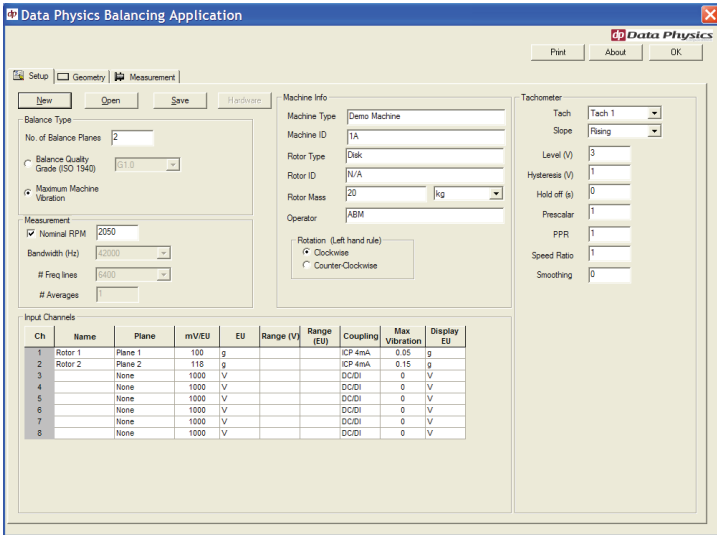 dp Data Physics Balancing Application
dp Data Physics
Print About OK
Setup Geometry Measurement
New Open Save Hardware
Balance Type
No. of Balance Planes 2
Balance Quality
Grade (ISO 1940) G1.0
Maximum Machine
Vibration
Measurement
Nominal RPM 2050
Bandwidth (Hz) 42000
# Freq lines 6400
# Averages 1
Machine Info
Machine Type Demo Machine
Machine ID 1A
Rotor Type Disk
Rotor ID N/A
Rotor Mass 20 kg
Operator ABM
Rotation (Left hand rule)
Clockwise
Counter-Clockwise
Tachometer
Tach Tach 1
Slope Rising
Level (V) 3
Hysteresis (V) 1
Hold off (s) 0
Prescalar 1
PPR 1
Speed Ratio 1
Smoothing 0
Input Channels
Ch Name Plane mV/EU EU Range (V) Range (EU) Coupling Max Vibration Display EU
1 Rotor 1 Plane 1 100 g ICP 4mA 0.05 g
2 Rotor 2 Plane 2 118 g ICP 4mA 0.15 g
3 None 1000 V DC/DI 0 V
4 None 1000 V DC/DI 0 V
5 None 1000 V DC/DI 0 V
6 None 1000 V DC/DI 0 V
7 None 1000 V DC/DI 0 V
8 None 1000 V DC/DI 0 V